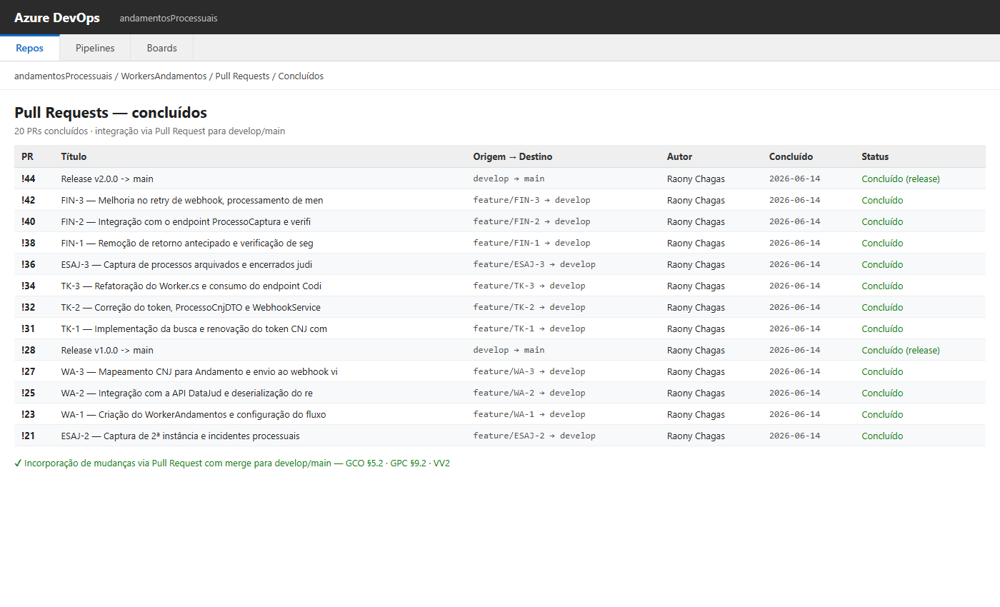 Azure DevOps andamentosProcessuais
Repos Pipelines Boards
andamentosProcessuais / WorkersAndamentos / Pull Requests / Concluídos
Pull Requests — concluídos
20 PRs concluídos · integração via Pull Request para develop/main
PR Título Origem → Destino Autor Concluído Status
!44 Release v2.0.0 -> main develop → main Raony Chagas 2026-06-14 Concluído (release)
!42 FIN-3 — Melhoria no retry de webhook, processamento de men feature/FIN-3 → develop Raony Chagas 2026-06-14 Concluído
!40 FIN-2 — Integração com o endpoint ProcessoCaptura e verifi feature/FIN-2 → develop Raony Chagas 2026-06-14 Concluído
!38 FIN-1 — Remoção de retorno antecipado e verificação de seg feature/FIN-1 → develop Raony Chagas 2026-06-14 Concluído
!36 ESAJ-3 — Captura de processos arquivados e encerrados judi feature/ESAJ-3 → develop Raony Chagas 2026-06-14 Concluído
!34 TK-3 — Refatoração do Worker.cs e consumo do endpoint Codi feature/TK-3 → develop Raony Chagas 2026-06-14 Concluído
!32 TK-2 — Correção do token, ProcessoCnjDTO e WebhookService feature/TK-2 → develop Raony Chagas 2026-06-14 Concluído
!31 TK-1 — Implementação da busca e renovação do token CNJ com feature/TK-1 → develop Raony Chagas 2026-06-14 Concluído
!28 Release v1.0.0 -> main develop → main Raony Chagas 2026-06-14 Concluído (release)
!27 WA-3 — Mapeamento CNJ para Andamento e envio ao webhook vi feature/WA-3 → develop Raony Chagas 2026-06-14 Concluído
!25 WA-2 — Integração com a API DataJud e deserialização do re feature/WA-2 → develop Raony Chagas 2026-06-14 Concluído
!23 WA-1 — Criação do WorkerAndamentos e configuração do fluxo feature/WA-1 → develop Raony Chagas 2026-06-14 Concluído
!21 ESAJ-2 — Captura de 2ª instância e incidentes processuais feature/ESAJ-2 → develop Raony Chagas 2026-06-14 Concluído
✓ Incorporação de mudanças via Pull Request com merge para develop/main — GCO §5.2 · GPC §9.2 · VV2